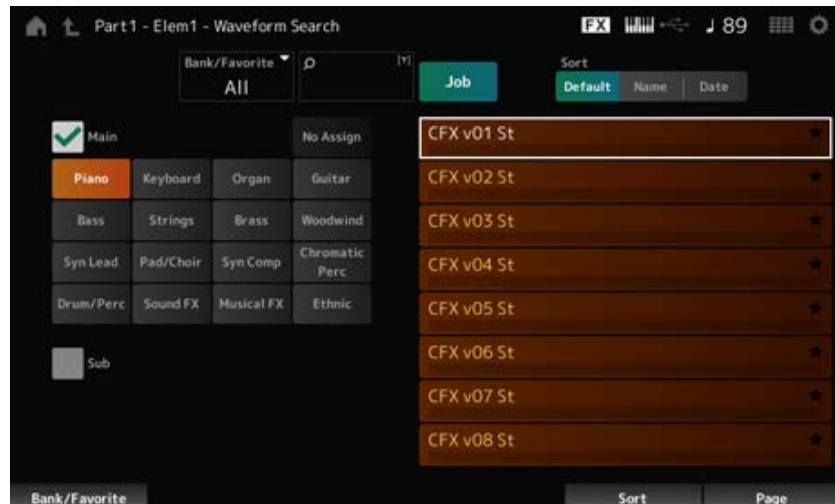 Part1 - Elem1 - Waveform Search
FX
♩ 89
Bank/Favorite
All
[T]
Job
Sort
Default Name Date
Main
No Assign
Piano Keyboard Organ Guitar
Bass Strings Brass Woodwind
Syn Lead Pad/Choir Syn Comp Chromatic Perc
Drum/Perc Sound FX Musical FX Ethnic
Sub
CFX v01 St
CFX v02 St
CFX v03 St
CFX v04 St
CFX v05 St
CFX v06 St
CFX v07 St
CFX v08 St
Bank/Favorite
Sort
Page